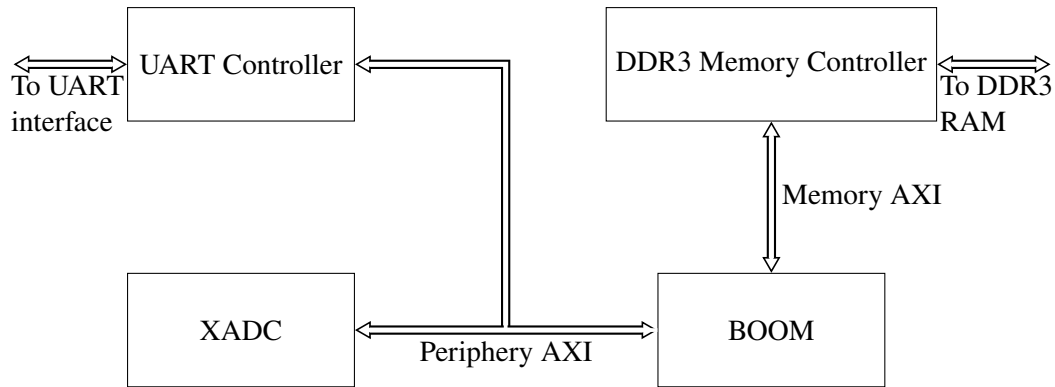 UART Controller
DDR3 Memory Controller
To UART
interface
To DDR3
RAM
Memory AXI
XADC
Periphery AXI
BOOM